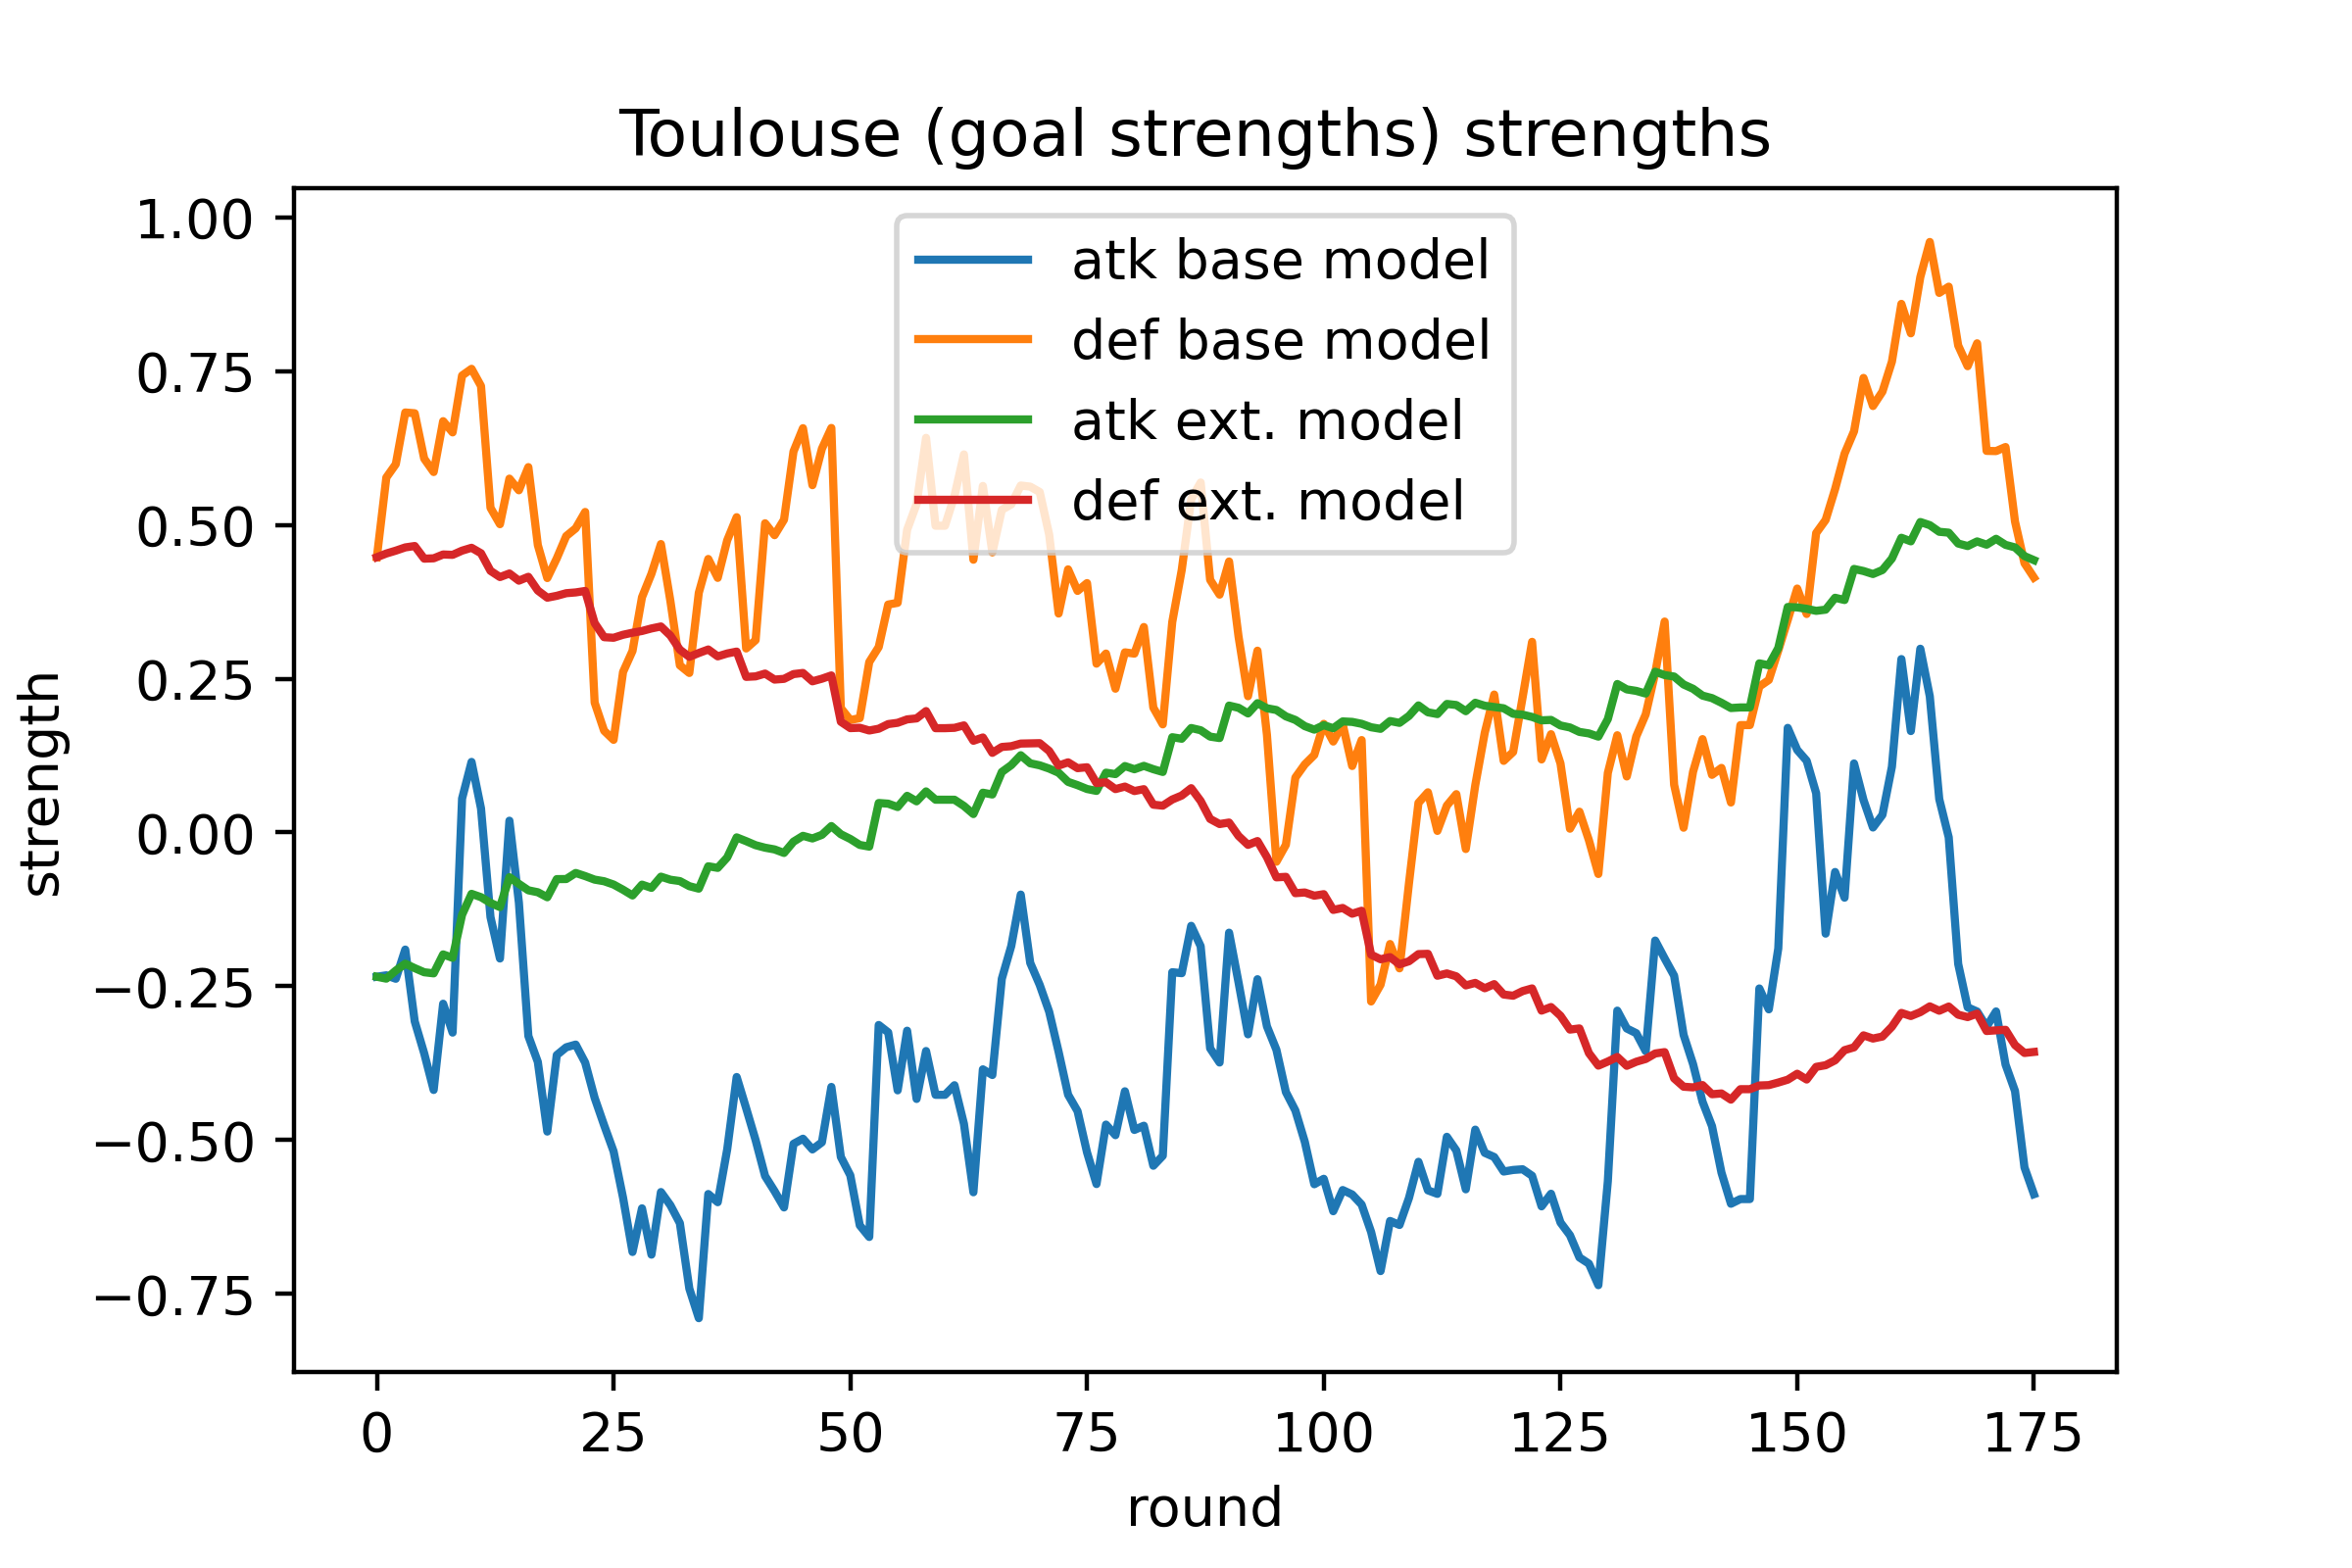 Toulouse (goal strengths) strengths
atk base model
def base model
atk ext. model
def ext. model
1.00
0.75
0.50
0.25
0.00
−0.25
−0.50
−0.75
strength
0 25 50 75 100 125 150 175
round